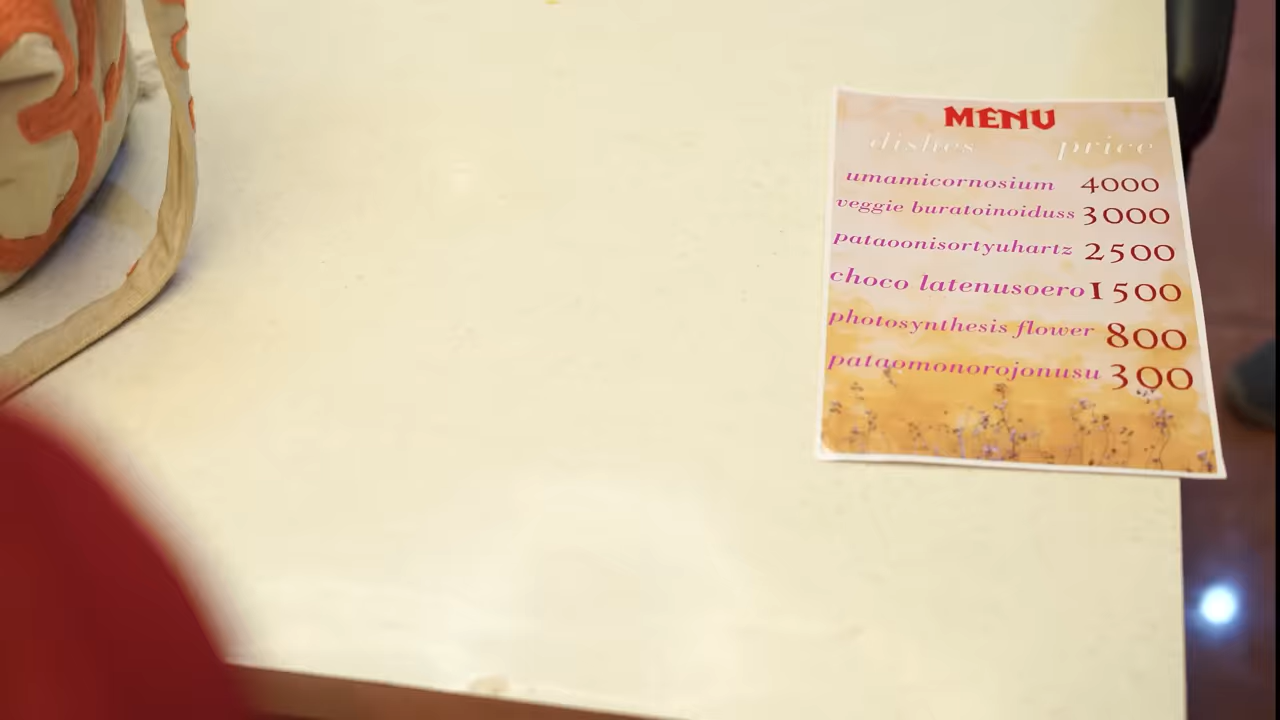 MENU
dishes price
umamicornosium 4000
veggie buratoinoiduss 3000
pataoonisortyuhartz 2500
choco latenusoero 1500
photosynthesis flower 800
pataomonorojonusu 300